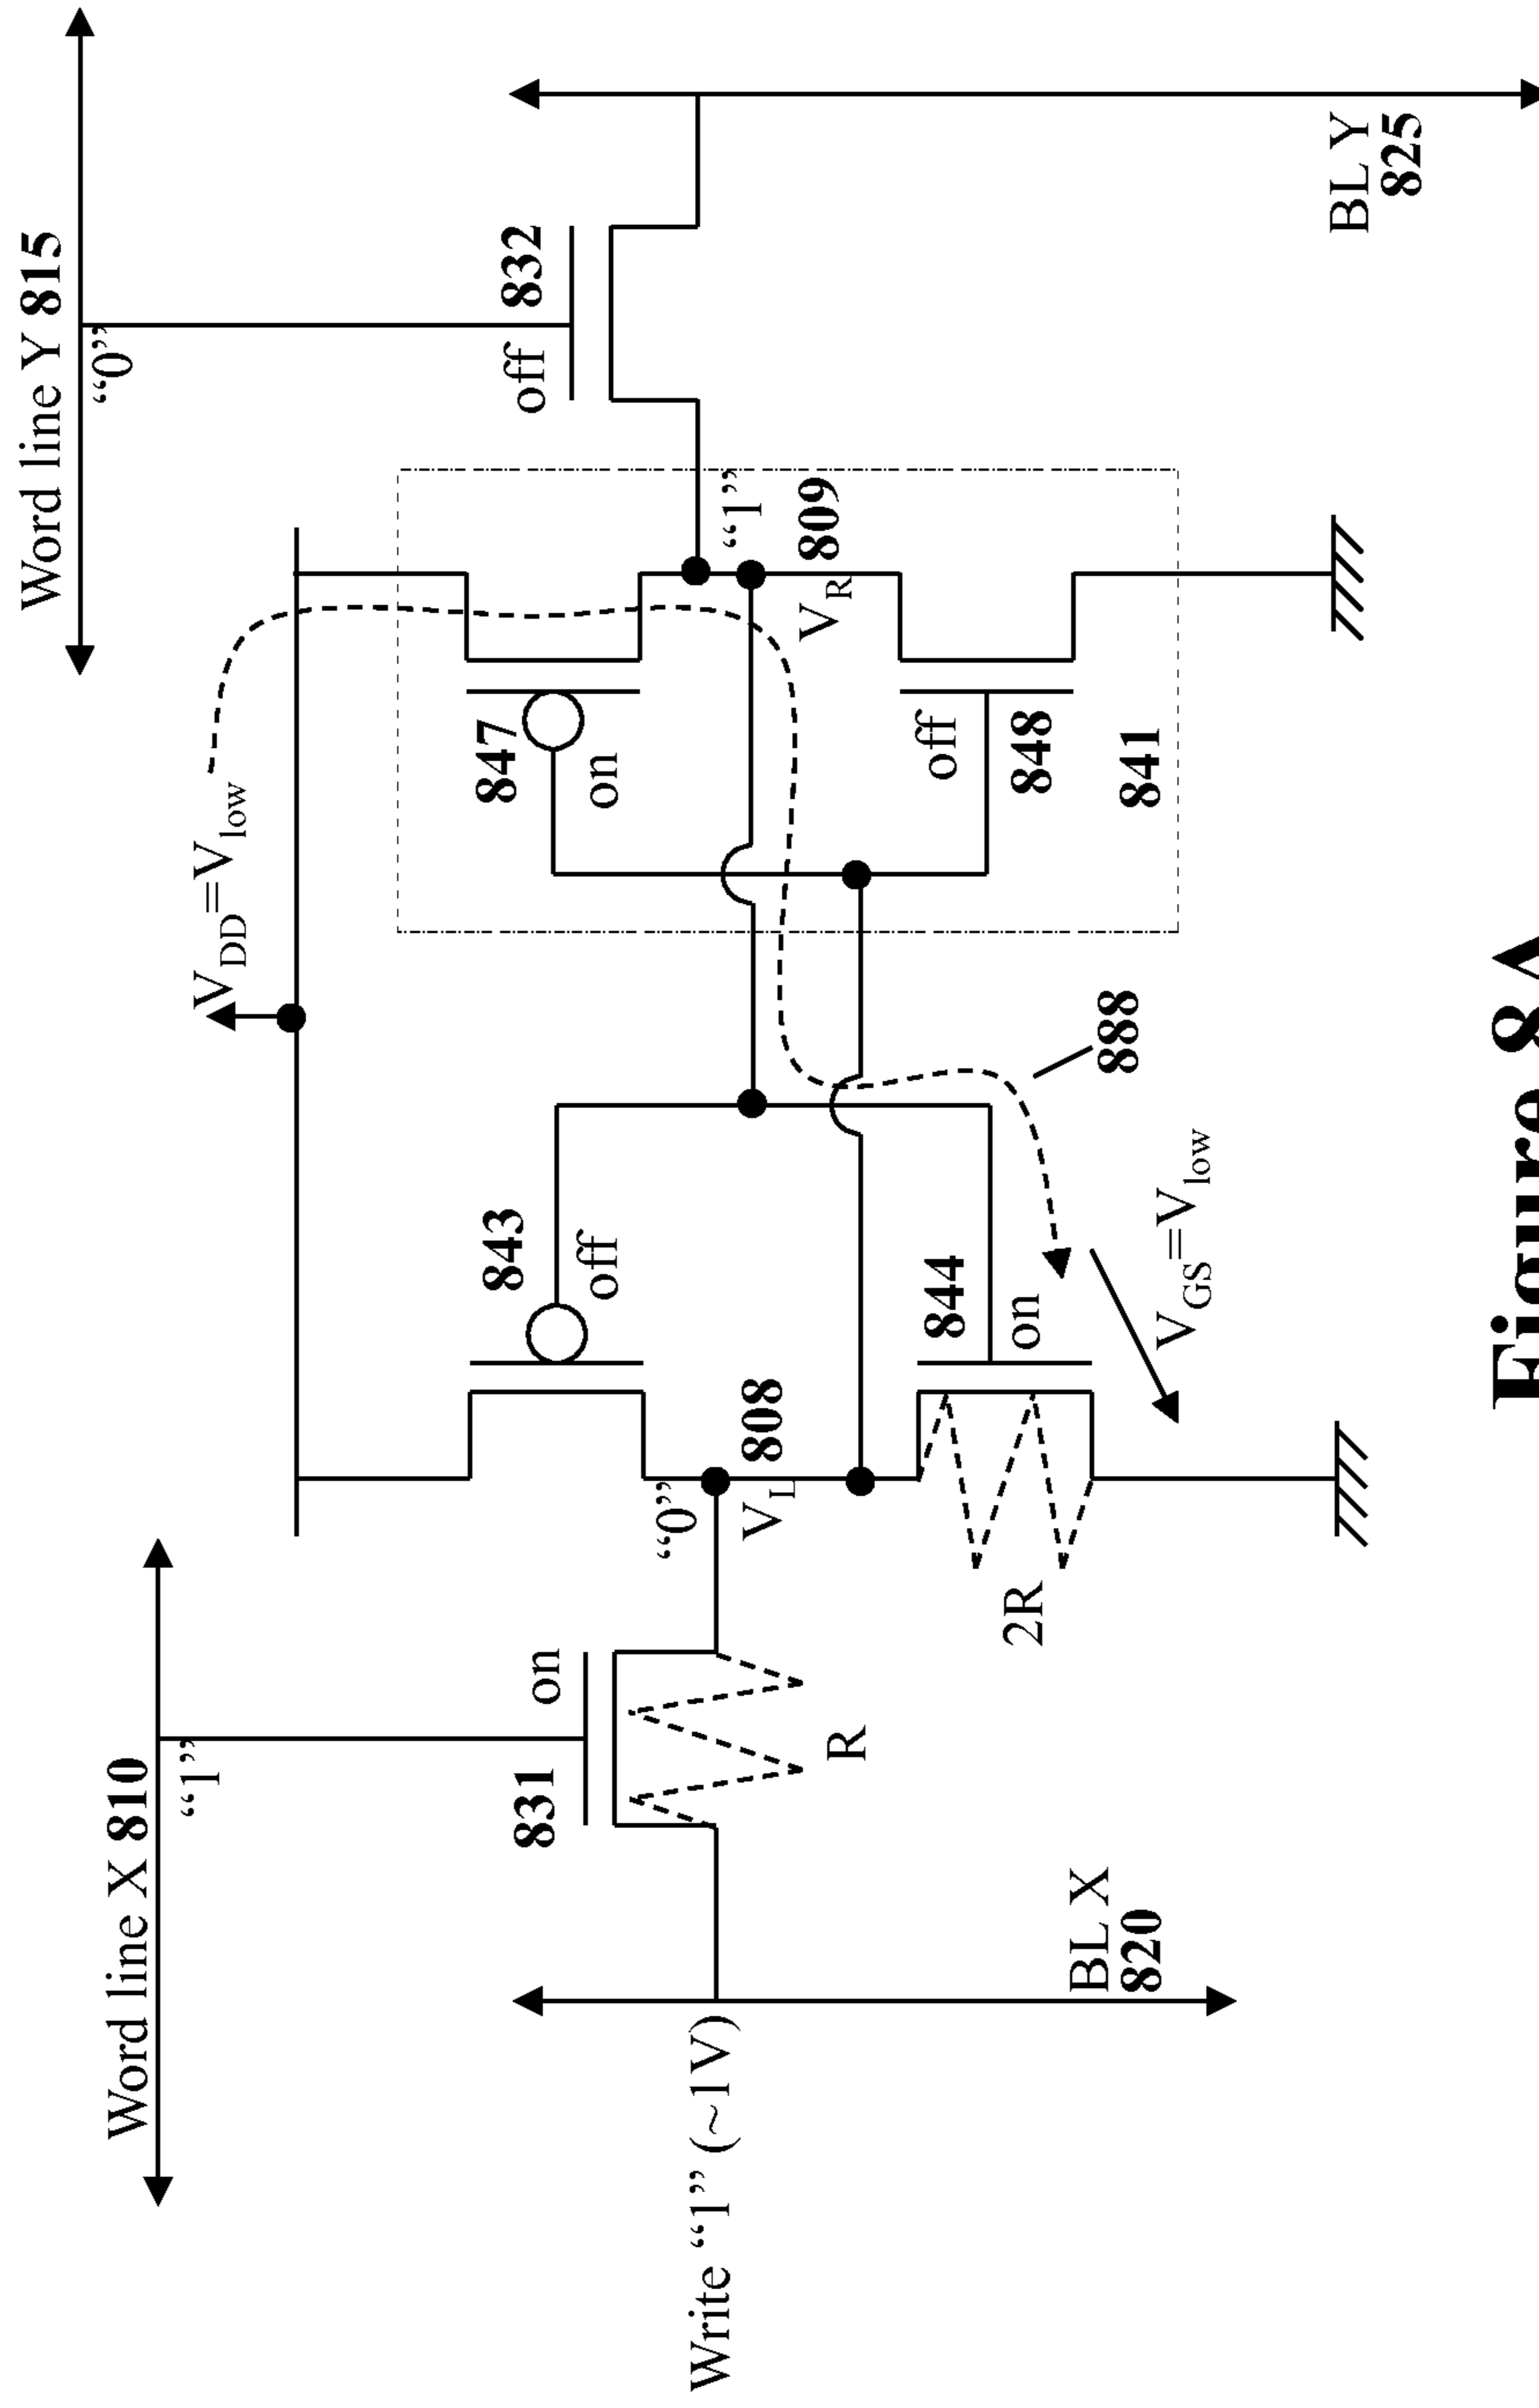 Word line X 810
“1”
Word line Y 815
“0”
V_DD=V_low
831
on
843
off
847
on
off
832
Write “1” (~1V)
“0”
V_L 808
“1”
V_R 809
R
844
on
2R
off
848
841
888
BL X
820
V_GS=V_low
BL Y
825
Figure 8A